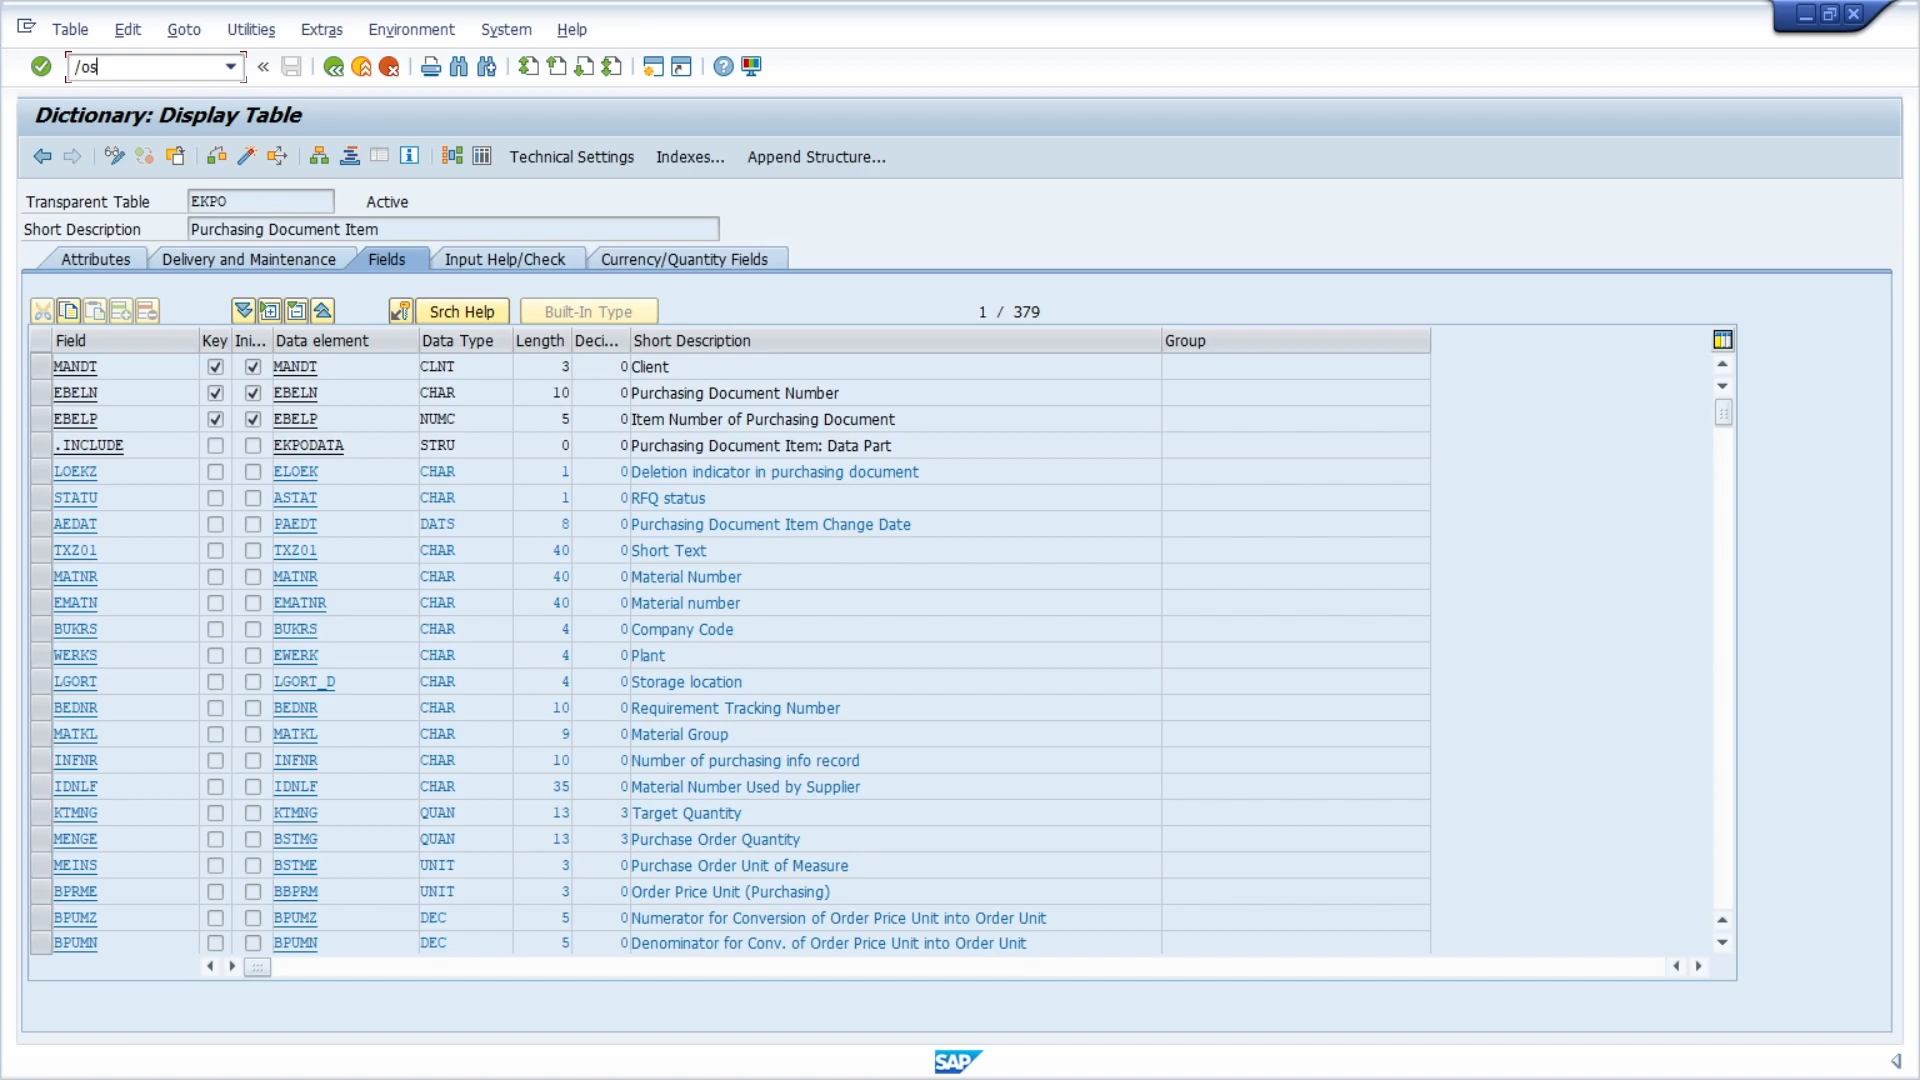 Table Edit Goto Utilities Extras Environment System Help
/os
Dictionary: Display Table
Technical Settings Indexes... Append Structure...
Transparent Table EKPO Active
Short Description Purchasing Document Item
Attributes Delivery and Maintenance Fields Input Help/Check Currency/Quantity Fields
Srch Help Built-In Type 1 / 379
Field Key Ini... Data element Data Type Length Deci... Short Description Group
MANDT MANDT CLNT 3 0 Client
EBELN EBELN CHAR 10 0 Purchasing Document Number
EBELP EBELP NUMC 5 0 Item Number of Purchasing Document
.INCLUDE EKPODATA STRU 0 0 Purchasing Document Item: Data Part
LOEKZ ELOEK CHAR 1 0 Deletion indicator in purchasing document
STATU ASTAT CHAR 1 0 RFQ status
AEDAT PAEDT DATS 8 0 Purchasing Document Item Change Date
TXZ01 TXZ01 CHAR 40 0 Short Text
MATNR MATNR CHAR 40 0 Material Number
EMATN EMATNR CHAR 40 0 Material number
BUKRS BUKRS CHAR 4 0 Company Code
WERKS EWERK CHAR 4 0 Plant
LGORT LGORT_D CHAR 4 0 Storage location
BEDNR BEDNR CHAR 10 0 Requirement Tracking Number
MATKL MATKL CHAR 9 0 Material Group
INFNR INFNR CHAR 10 0 Number of purchasing info record
IDNLF IDNLF CHAR 35 0 Material Number Used by Supplier
KTMNG KTMNG QUAN 13 3 Target Quantity
MENGE BSTMG QUAN 13 3 Purchase Order Quantity
MEINS BSTME UNIT 3 0 Purchase Order Unit of Measure
BPRME BBPRM UNIT 3 0 Order Price Unit (Purchasing)
BPUMZ BPUMZ DEC 5 0 Numerator for Conversion of Order Price Unit into Order Unit
BPUMN BPUMN DEC 5 0 Denominator for Conv. of Order Price Unit into Order Unit
SAP